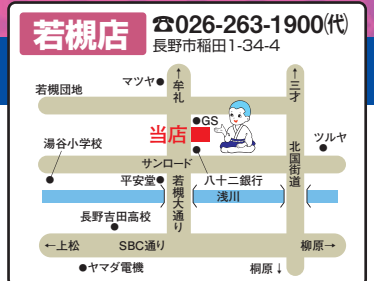 若槻店
☎026-263-1900㈹
長野市稲田1-34-4
マツヤ
↑牟礼
↑三才
若槻団地
GS
当店
ツルヤ
湯谷小学校
サンロード
北国街道
平安堂
八十二銀行
若槻大通り
浅川
長野吉田高校
←上松
SBC通り
柳原→
ヤマダ電機
桐原↓